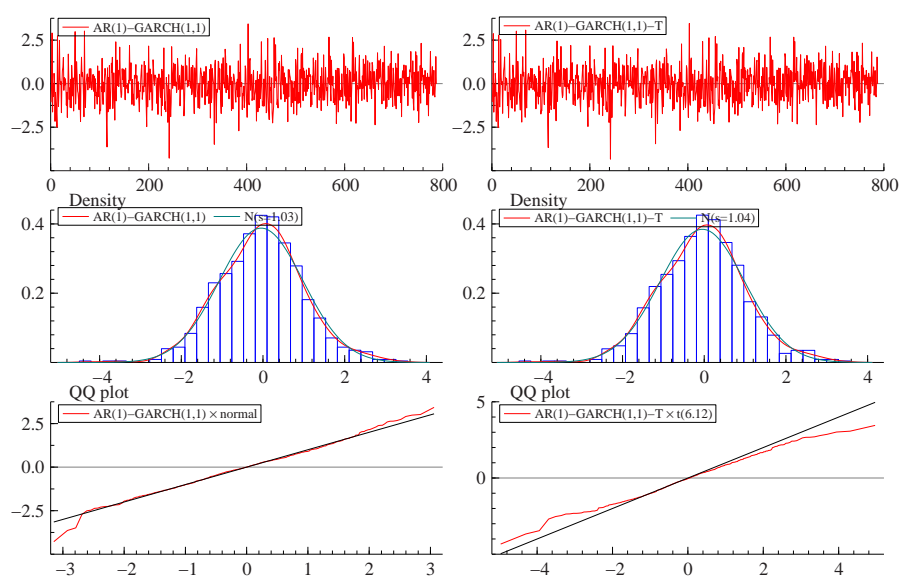 AR(1)−GARCH(1,1)
2.5
0.0
−2.5
0 200 400 600 800
AR(1)−GARCH(1,1)−T
2.5
0.0
−2.5
0 200 400 600 800
Density
AR(1)−GARCH(1,1) N(s=1.03)
0.4
0.2
−4 −2 0 2 4
Density
AR(1)−GARCH(1,1)−T N(s=1.04)
0.4
0.2
−4 −2 0 2 4
QQ plot
AR(1)−GARCH(1,1) × normal
2.5
0.0
−2.5
−3 −2 −1 0 1 2 3
QQ plot
AR(1)−GARCH(1,1)−T × t(6.12)
5
0
−4 −2 0 2 4